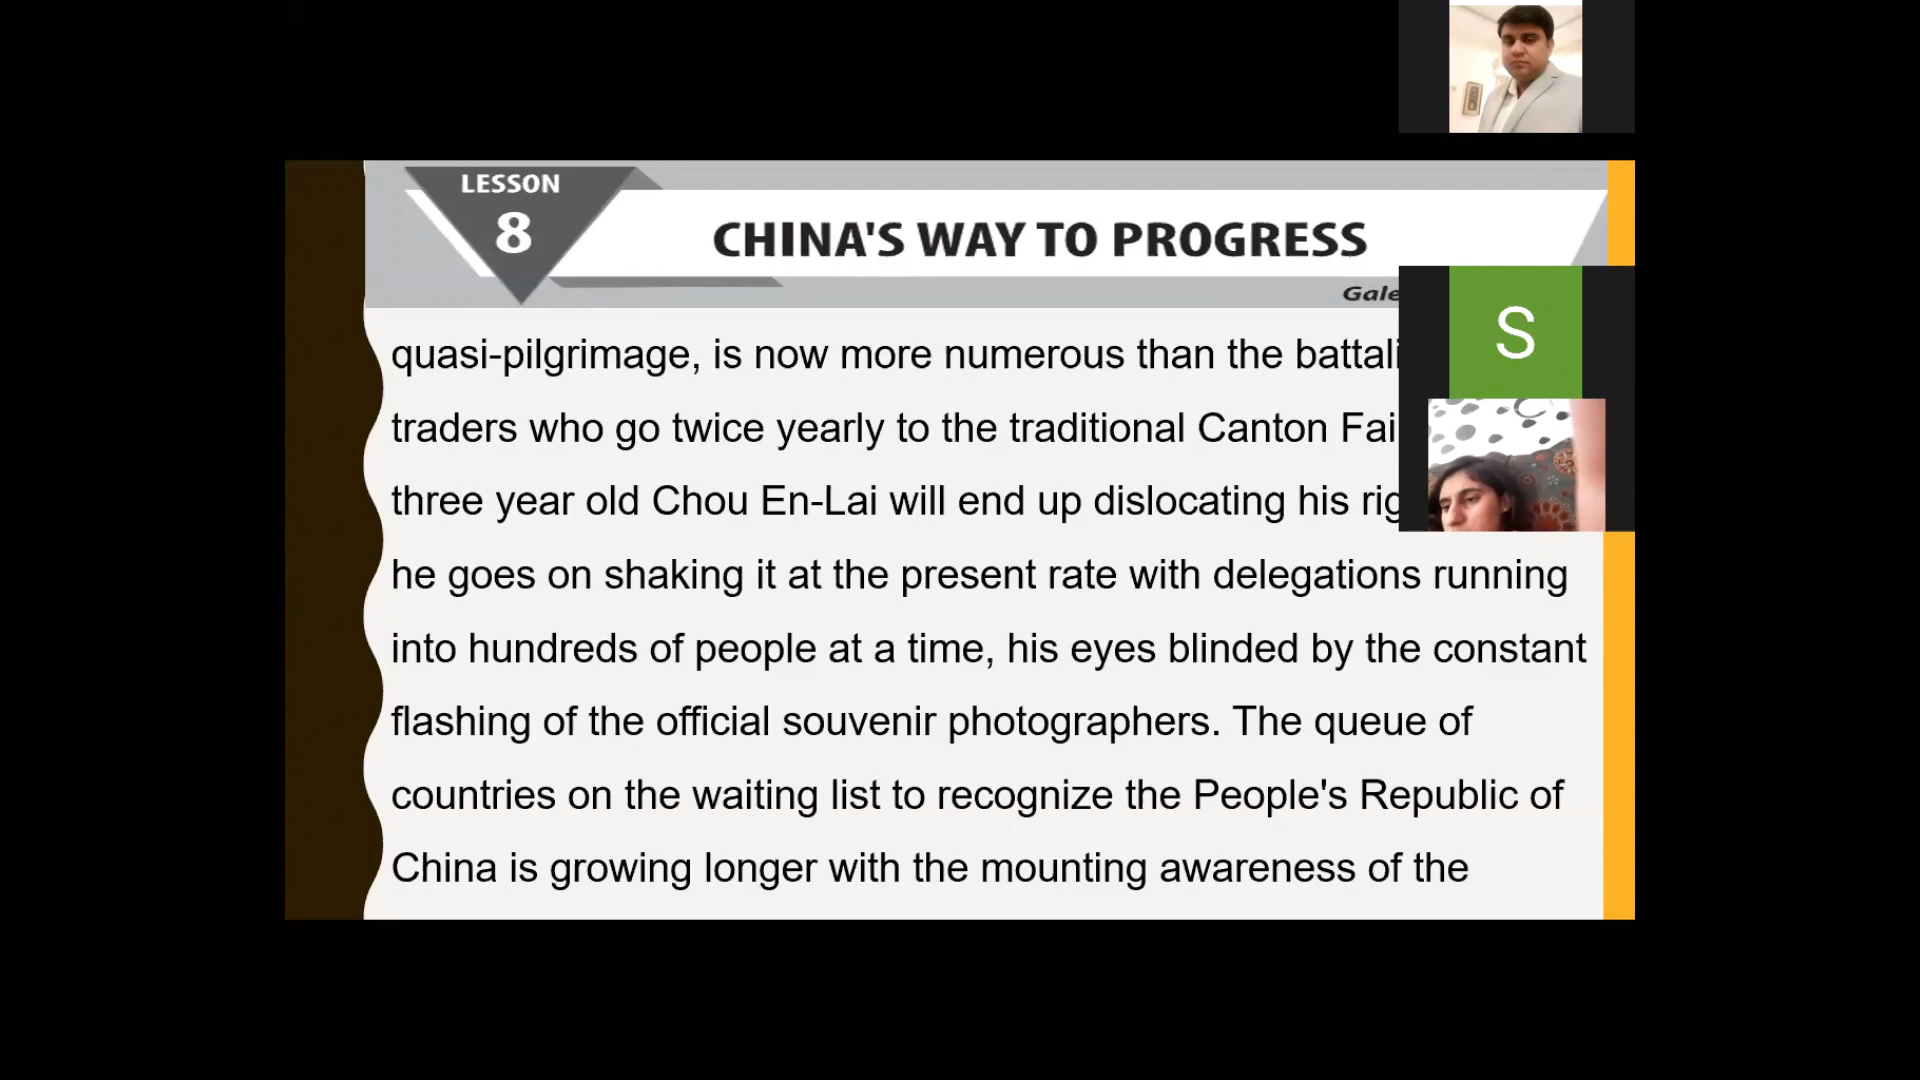 LESSON
8
CHINA'S WAY TO PROGRESS
quasi-pilgrimage, is now more numerous than the
traders who go twice yearly to the traditional Canton
three year old Chou En-Lai will end up dislocating his
he goes on shaking it at the present rate with delegations running
into hundreds of people at a time, his eyes blinded by the constant
flashing of the official souvenir photographers. The queue of
countries on the waiting list to recognize the People's Republic of
China is growing longer with the mounting awareness of the
S